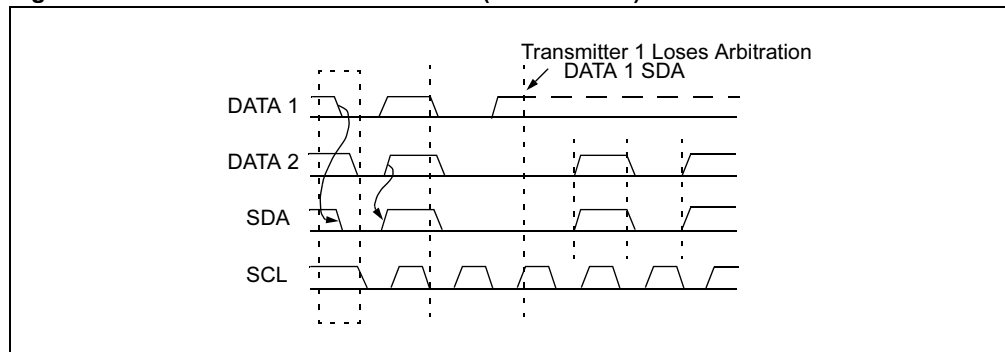 Transmitter 1 Loses Arbitration
DATA 1 SDA
DATA 1
DATA 2
SDA
SCL